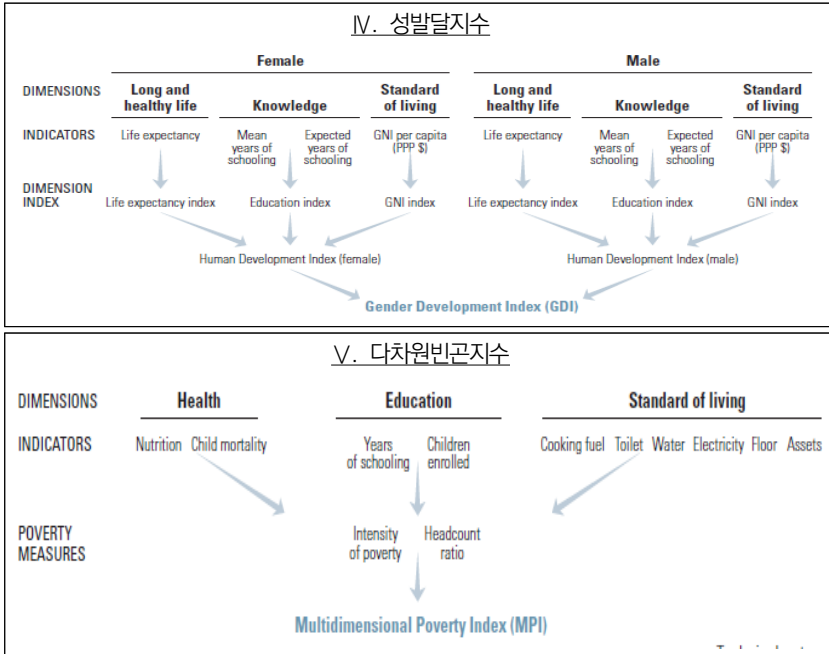 Ⅳ. 성발달지수
Female Male
DIMENSIONS Long and healthy life Knowledge Standard of living Long and healthy life Knowledge Standard of living
INDICATORS Life expectancy Mean years of schooling Expected years of schooling GNI per capita (PPP $) Life expectancy Mean years of schooling Expected years of schooling GNI per capita (PPP $)
DIMENSION INDEX Life expectancy index Education index GNI index Life expectancy index Education index GNI index
Human Development Index (female) Human Development Index (male)
Gender Development Index (GDI)
Ⅴ. 다차원빈곤지수
DIMENSIONS Health Education Standard of living
INDICATORS Nutrition Child mortality Years of schooling Children enrolled Cooking fuel Toilet Water Electricity Floor Assets
POVERTY MEASURES Intensity of poverty Headcount ratio
Multidimensional Poverty Index (MPI)